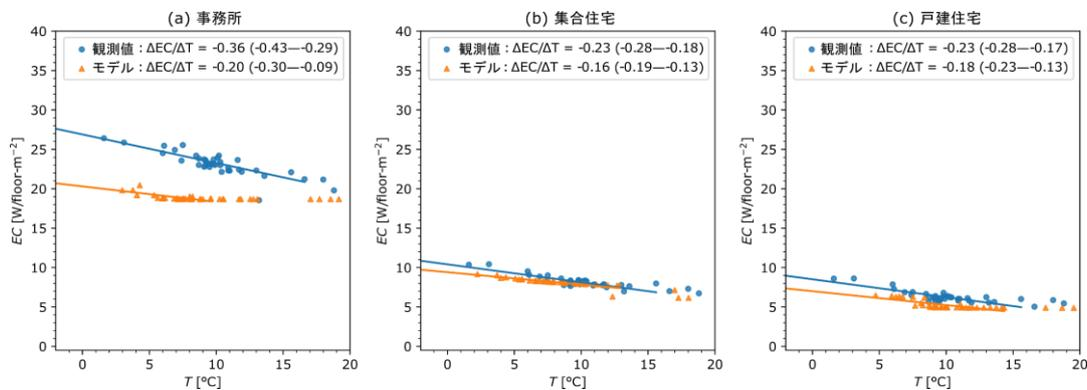 (a) 事務所
観測値：ΔEC/ΔT = -0.36 (-0.43—-0.29)
モデル：ΔEC/ΔT = -0.20 (-0.30—-0.09)
40
35
30
25
20
15
10
5
0
EC [W/floor-m⁻²]
0 5 10 15 20
T [ºC]
(b) 集合住宅
観測値：ΔEC/ΔT = -0.23 (-0.28—-0.18)
モデル：ΔEC/ΔT = -0.16 (-0.19—-0.13)
40
35
30
25
20
15
10
5
0
EC [W/floor-m⁻²]
0 5 10 15 20
T [ºC]
(c) 戸建住宅
観測値：ΔEC/ΔT = -0.23 (-0.28—-0.17)
モデル：ΔEC/ΔT = -0.18 (-0.23—-0.13)
40
35
30
25
20
15
10
5
0
EC [W/floor-m⁻²]
0 5 10 15 20
T [ºC]